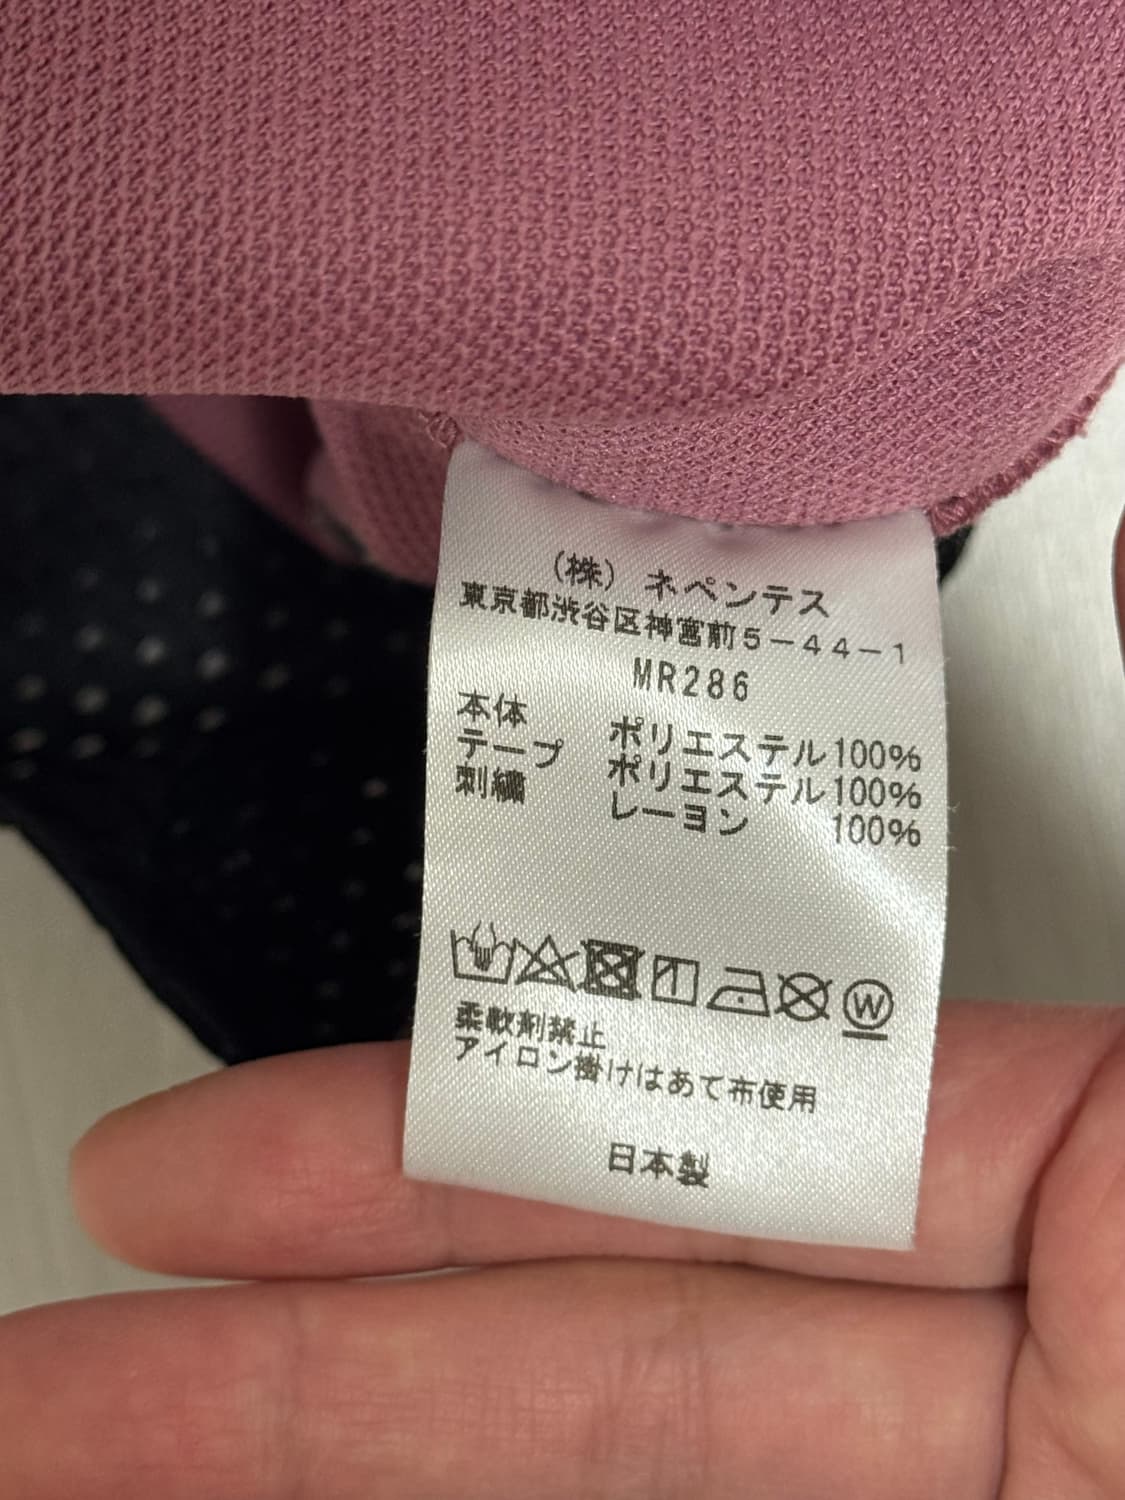 (株) ネペンテス
東京都渋谷区神宮前5-44-1
MR286
本体 ポリエステル100%
テープ ポリエステル100%
刺繍 レーヨン 100%
W
柔軟剤禁止
アイロン掛けはあて布使用
日本製